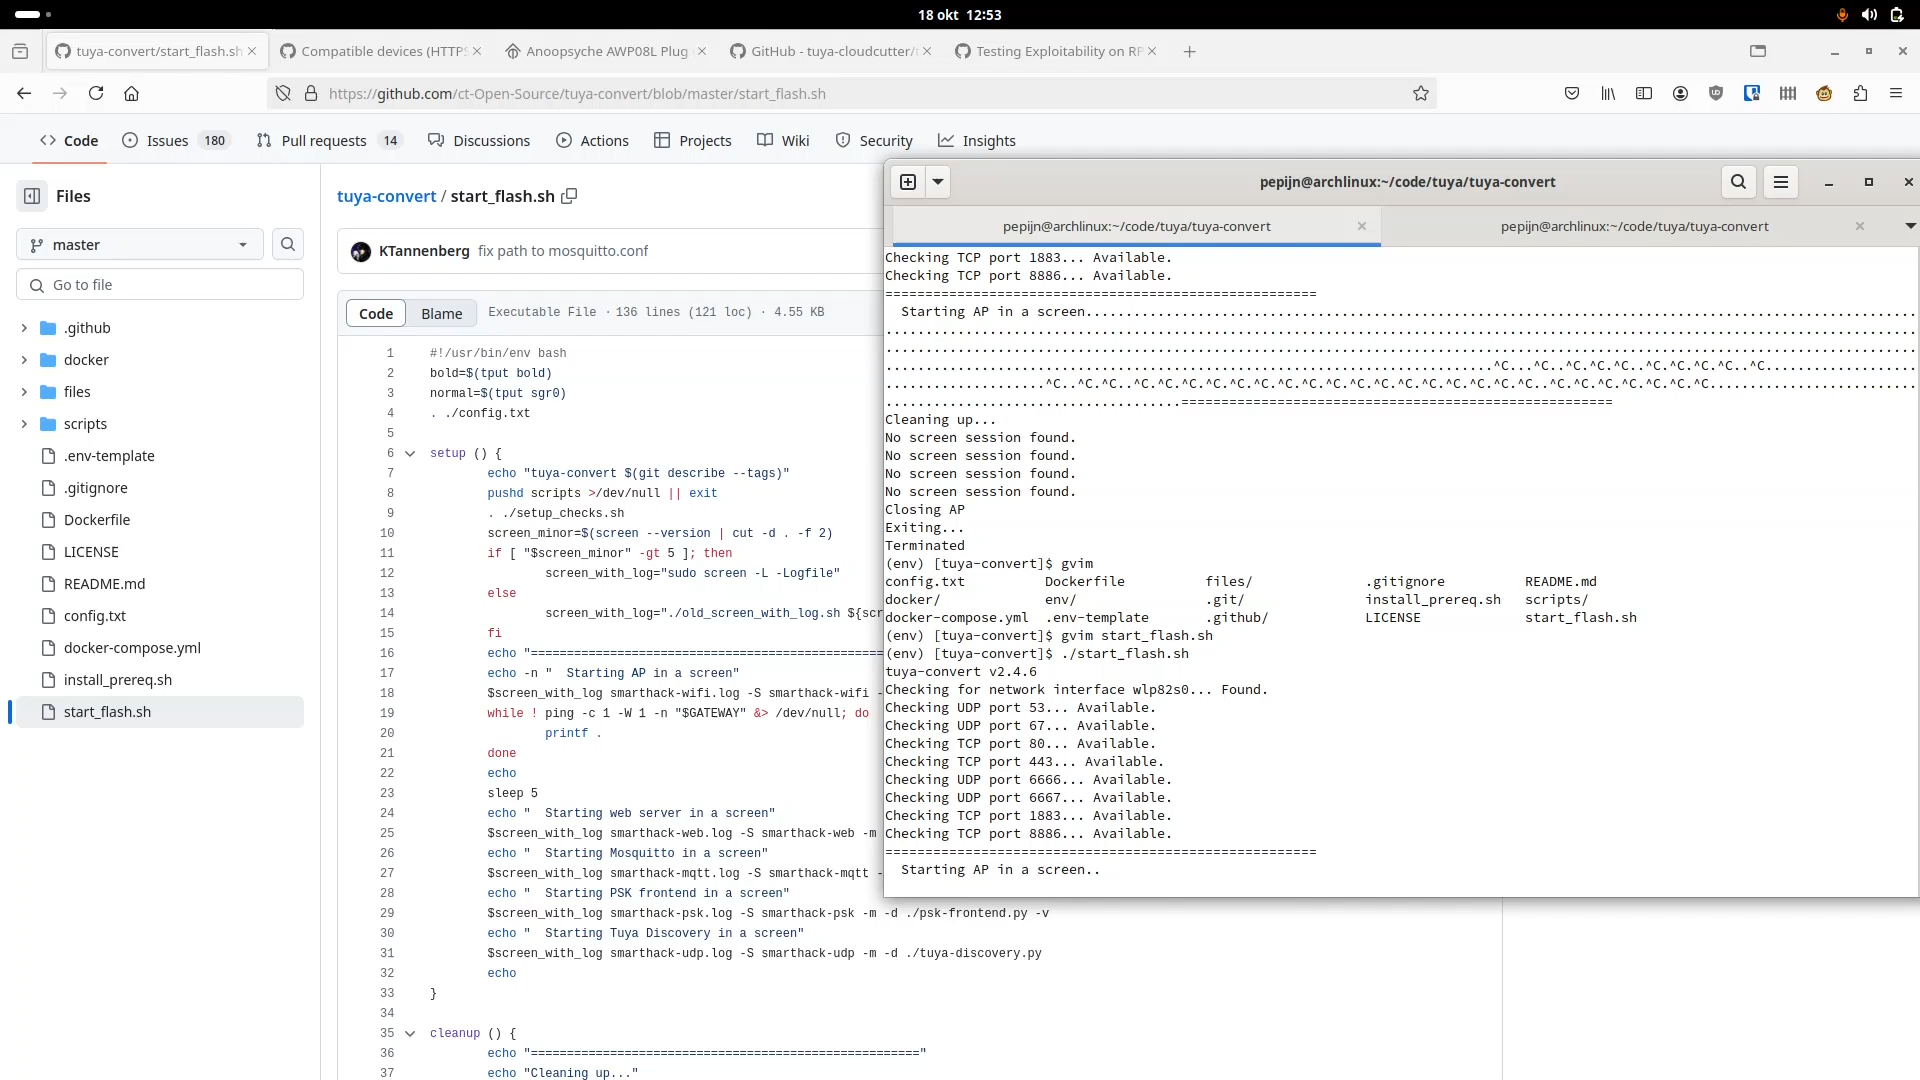 18 okt 12:53
tuya-convert/start_flash.sh
Compatible devices (HTTPS
Anoopsyche AWP08L Plug
GitHub - tuya-cloudcutter/
Testing Exploitability on RP
https://github.com/ct-Open-Source/tuya-convert/blob/master/start_flash.sh
Code
Issues 180
Pull requests 14
Discussions
Actions
Projects
Wiki
Security
Insights
Files
master
Go to file
.github
docker
files
scripts
.env-template
.gitignore
Dockerfile
LICENSE
README.md
config.txt
docker-compose.yml
install_prereq.sh
start_flash.sh
tuya-convert / start_flash.sh
KTannenberg fix path to mosquitto.conf
Code Blame Executable File · 136 lines (121 loc) · 4.55 KB
1 #!/usr/bin/env bash
2 bold=$(tput bold)
3 normal=$(tput sgr0)
4 . ./config.txt
5
6 setup () {
7 echo "tuya-convert $(git describe --tags)"
8 pushd scripts >/dev/null || exit
9 . ./setup_checks.sh
10 screen_minor=$(screen --version | cut -d . -f 2)
11 if [ "$screen_minor" -gt 5 ]; then
12 screen_with_log="sudo screen -L -Logfile"
13 else
14 screen_with_log="./old_screen_with_log.sh ${scr
15 fi
16 echo "=================================================
17 echo -n "  Starting AP in a screen"
18 $screen_with_log smarthack-wifi.log -S smarthack-wifi -
19 while ! ping -c 1 -W 1 -n "$GATEWAY" &> /dev/null; do
20 printf .
21 done
22 echo
23 sleep 5
24 echo "  Starting web server in a screen"
25 $screen_with_log smarthack-web.log -S smarthack-web -m
26 echo "  Starting Mosquitto in a screen"
27 $screen_with_log smarthack-mqtt.log -S smarthack-mqtt -
28 echo "  Starting PSK frontend in a screen"
29 $screen_with_log smarthack-psk.log -S smarthack-psk -m -d ./psk-frontend.py -v
30 echo "  Starting Tuya Discovery in a screen"
31 $screen_with_log smarthack-udp.log -S smarthack-udp -m -d ./tuya-discovery.py
32 echo
33 }
34
35 cleanup () {
36 echo "======================================================"
37 echo "Cleaning up..."
pepijn@archlinux:~/code/tuya/tuya-convert
pepijn@archlinux:~/code/tuya/tuya-convert
pepijn@archlinux:~/code/tuya/tuya-convert
Checking TCP port 1883... Available.
Checking TCP port 8886... Available.
======================================================
Starting AP in a screen........................................................................................................
.................................................................................................................................
.................................................................................................................................
............................................................................^C...^C..^C.^C.^C..^C.^C.^C.^C..^C...................
....................^C..^C.^C..^C.^C.^C.^C.^C.^C.^C.^C.^C.^C.^C.^C.^C.^C..^C.^C.^C.^C.^C.^C.^C..........................
.....................................======================================================
Cleaning up...
No screen session found.
No screen session found.
No screen session found.
No screen session found.
Closing AP
Exiting...
Terminated
(env) [tuya-convert]$ gvim
config.txt Dockerfile files/ .gitignore README.md
docker/ env/ .git/ install_prereq.sh scripts/
docker-compose.yml .env-template .github/ LICENSE start_flash.sh
(env) [tuya-convert]$ gvim start_flash.sh
(env) [tuya-convert]$ ./start_flash.sh
tuya-convert v2.4.6
Checking for network interface wlp82s0... Found.
Checking UDP port 53... Available.
Checking UDP port 67... Available.
Checking TCP port 80... Available.
Checking TCP port 443... Available.
Checking UDP port 6666... Available.
Checking UDP port 6667... Available.
Checking TCP port 1883... Available.
Checking TCP port 8886... Available.
======================================================
Starting AP in a screen..